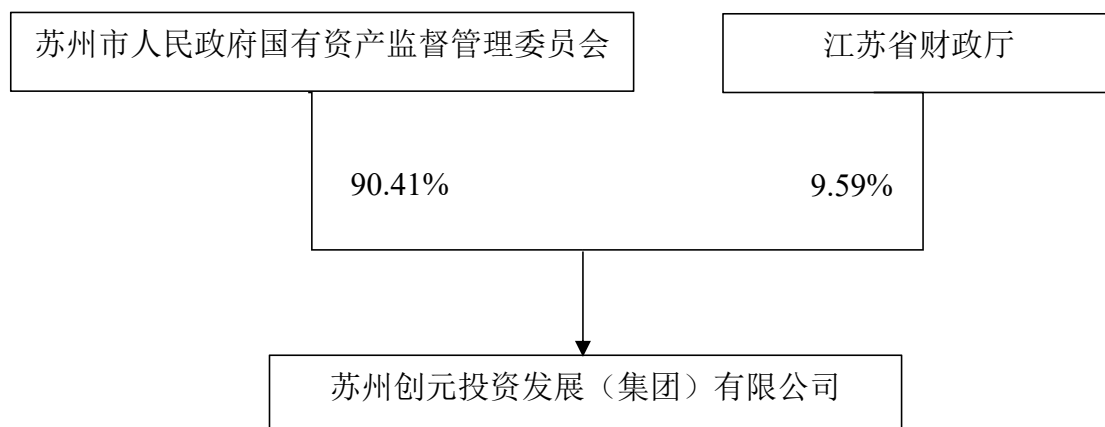 苏州市人民政府国有资产监督管理委员会
江苏省财政厅
90.41%
9.59%
苏州创元投资发展（集团）有限公司